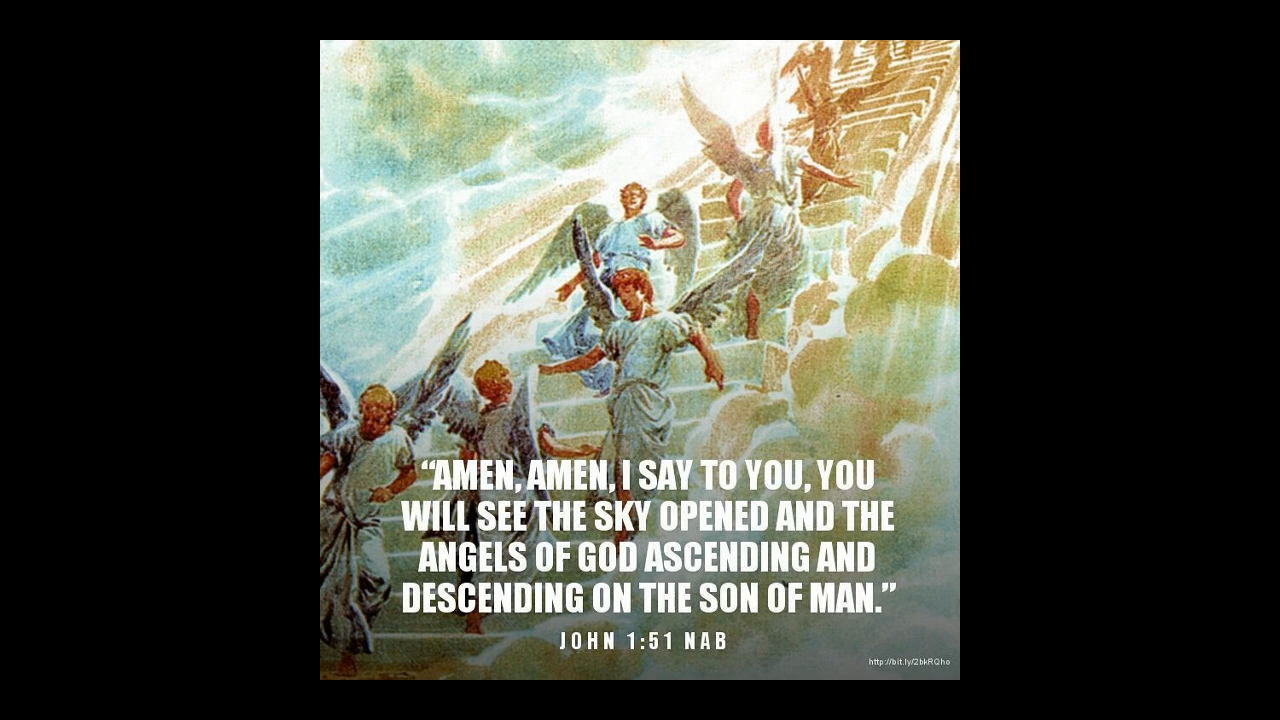 “AMEN, AMEN, I SAY TO YOU, YOU
WILL SEE THE SKY OPENED AND THE
ANGELS OF GOD ASCENDING AND
DESCENDING ON THE SON OF MAN.”
JOHN 1:51 NAB
http://bit.ly/2bkRQho